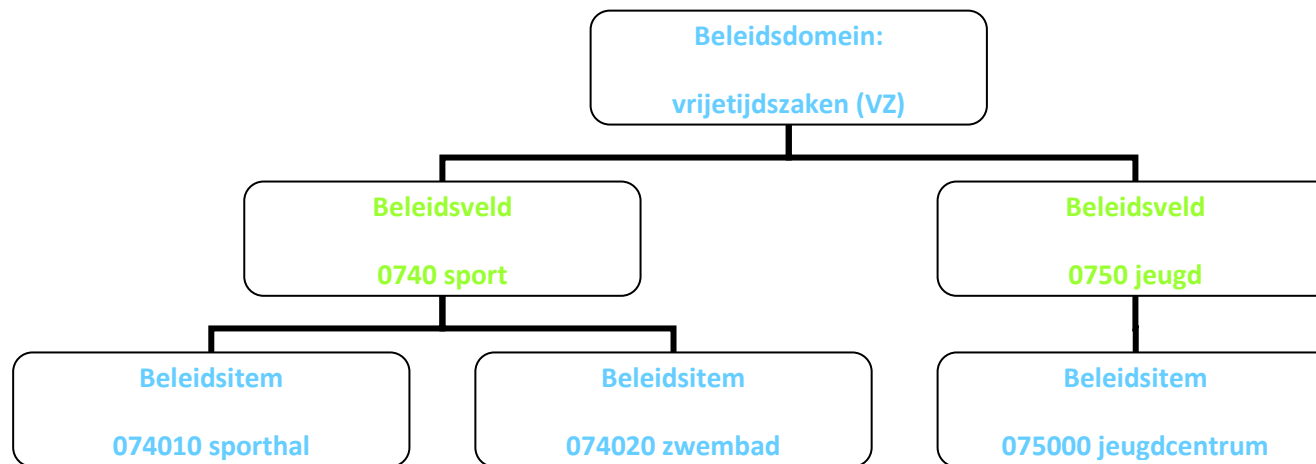 Beleidsdomein:
vrijetijdszaken (VZ)
Beleidsveld
0740 sport
Beleidsveld
0750 jeugd
Beleidsitem
074010 sporthal
Beleidsitem
074020 zwembad
Beleidsitem
075000 jeugdcentrum